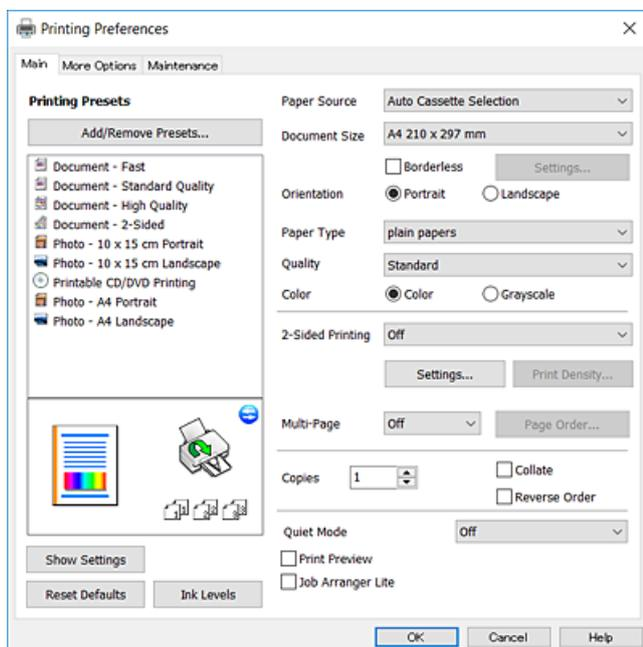 Printing Preferences
Main More Options Maintenance
Printing Presets
Add/Remove Presets...
Document - Fast
Document - Standard Quality
Document - High Quality
Document - 2-Sided
Photo - 10 x 15 cm Portrait
Photo - 10 x 15 cm Landscape
Printable CD/DVD Printing
Photo - A4 Portrait
Photo - A4 Landscape
Show Settings
Reset Defaults Ink Levels
Paper Source Auto Cassette Selection
Document Size A4 210 x 297 mm
Borderless Settings...
Orientation Portrait Landscape
Paper Type plain papers
Quality Standard
Color Color Grayscale
2-Sided Printing Off
Settings... Print Density...
Multi-Page Off Page Order...
Copies 1 Collate
Reverse Order
Quiet Mode Off
Print Preview
Job Arranger Lite
OK Cancel Help